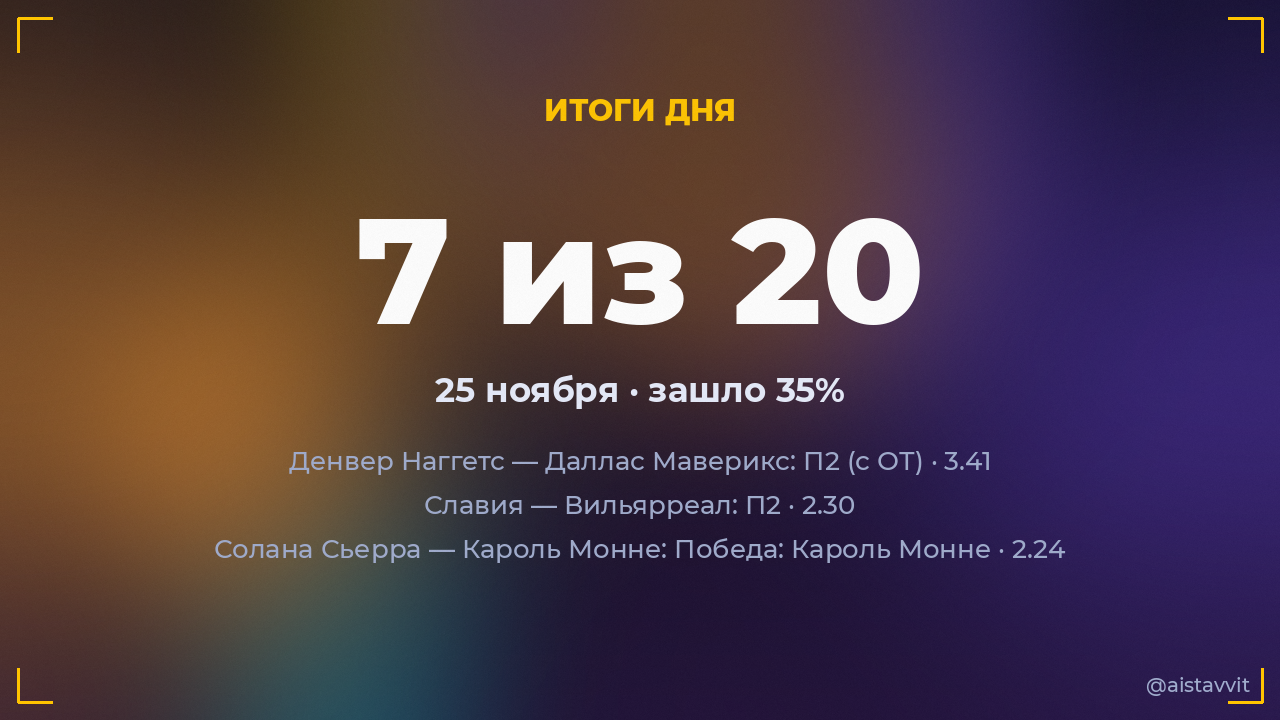 ИТОГИ ДНЯ
7 из 20
25 ноября · зашло 35%
Денвер Наггетс — Даллас Маверикс: П2 (с ОТ) · 3.41
Славия — Вильярреал: П2 · 2.30
Солана Сьерра — Кароль Монне: Победа: Кароль Монне · 2.24
@aistavvit